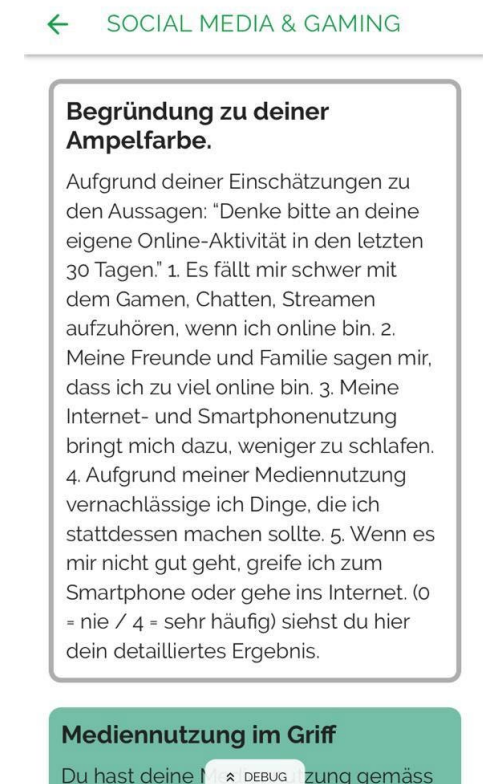 SOCIAL MEDIA & GAMING
Begründung zu deiner
Ampelfarbe.
Aufgrund deiner Einschätzungen zu
den Aussagen: “Denke bitte an deine
eigene Online-Aktivität in den letzten
30 Tagen.” 1. Es fällt mir schwer mit
dem Gamen, Chatten, Streamen
aufzuhören, wenn ich online bin. 2.
Meine Freunde und Familie sagen mir,
dass ich zu viel online bin. 3. Meine
Internet- und Smartphonenutzung
bringt mich dazu, weniger zu schlafen.
4. Aufgrund meiner Mediennutzung
vernachlässige ich Dinge, die ich
stattdessen machen sollte. 5. Wenn es
mir nicht gut geht, greife ich zum
Smartphone oder gehe ins Internet. (0
= nie / 4 = sehr häufig) siehst du hier
dein detailliertes Ergebnis.
Mediennutzung im Griff
Du hast deine gemäss
DEBUG